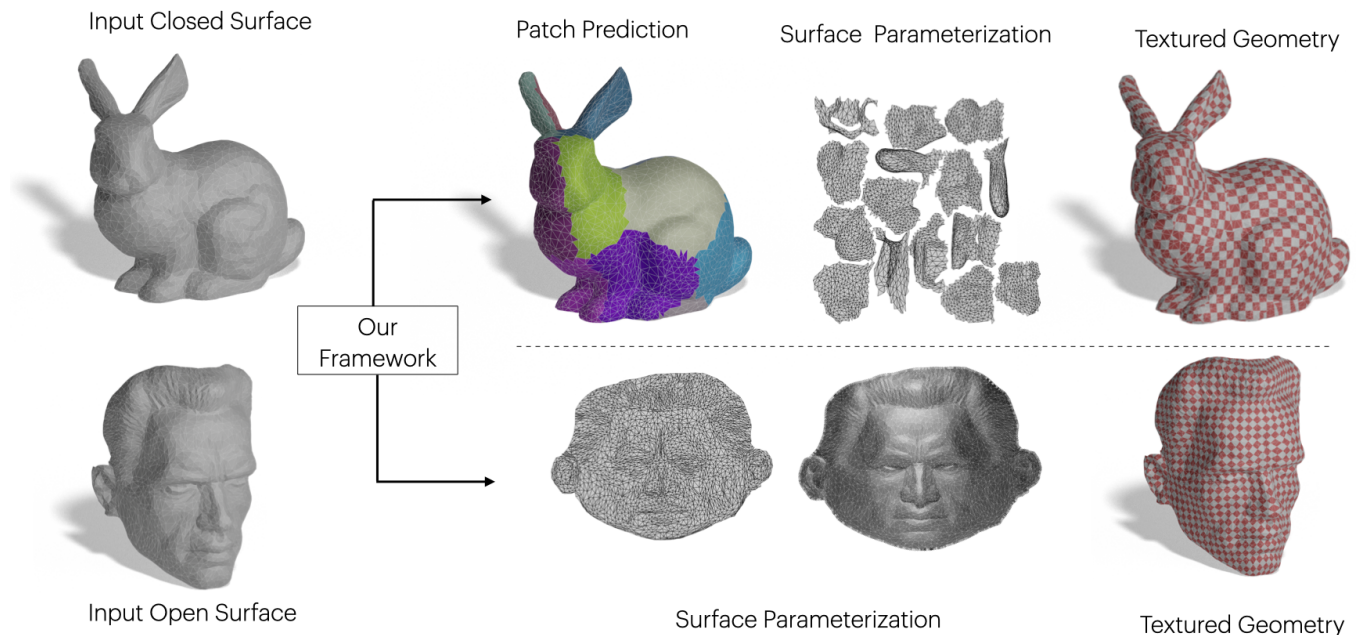 Input Closed Surface
Patch Prediction
Surface Parameterization
Textured Geometry
Our
Framework
Input Open Surface
Surface Parameterization
Textured Geometry